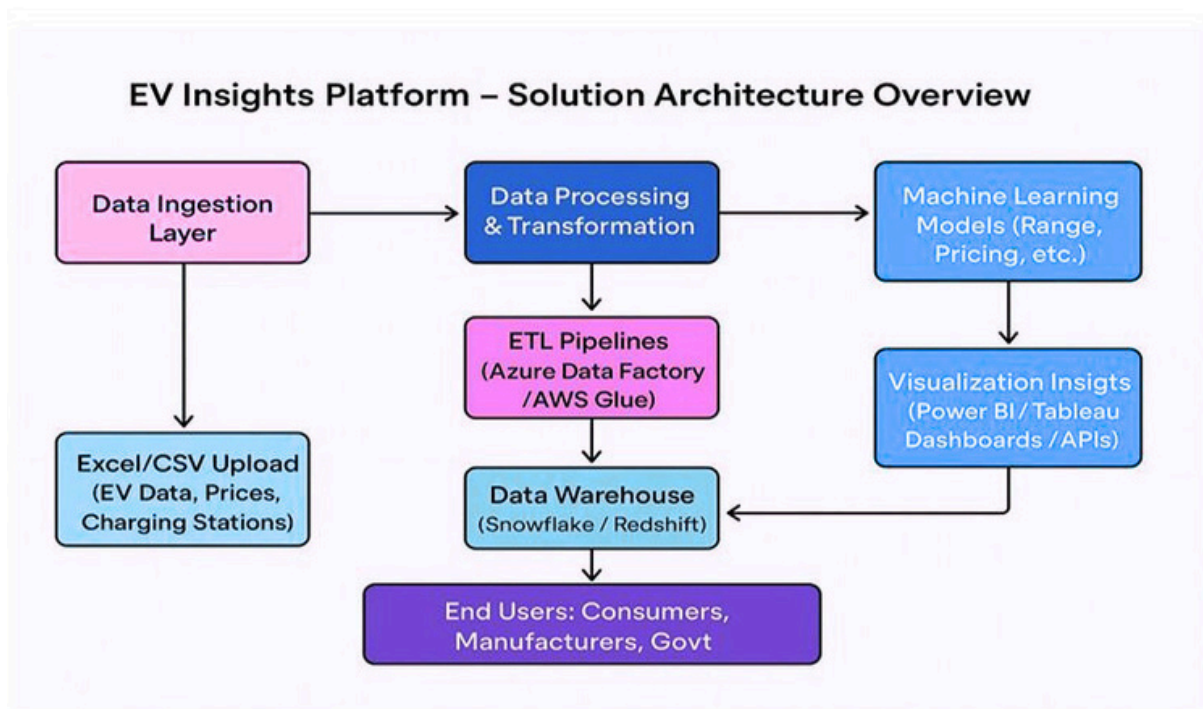 EV Insights Platform – Solution Architecture Overview
Data Ingestion
Layer
Data Processing
& Transformation
Machine Learning
Models (Range,
Pricing, etc.)
ETL Pipelines
(Azure Data Factory
/AWS Glue)
Visualization Insigts
(Power BI / Tableau
Dashboards / APIs)
Excel/CSV Upload
(EV Data, Prices,
Charging Stations)
Data Warehouse
(Snowflake / Redshift)
End Users: Consumers,
Manufacturers, Govt